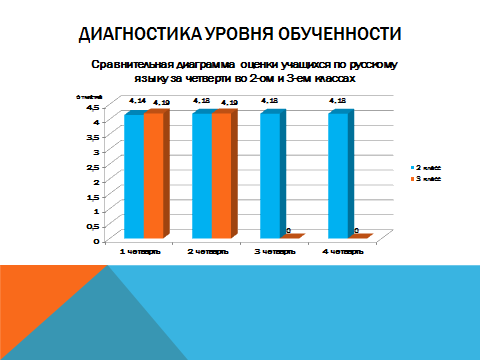 ДИАГНОСТИКА УРОВНЯ ОБУЧЕННОСТИ
Сравнительная диаграмма оценки учащихся по русскому
языку за четверти во 2-ом и 3-ем классах
отметка
4,5
4
3,5
3
2,5
2
1,5
1
0,5
0
4,14
4,19
4,18
4,19
4,18
0
4,18
0
1 четверть
2 четверть
3 четверть
4 четверть
2 класс
3 класс